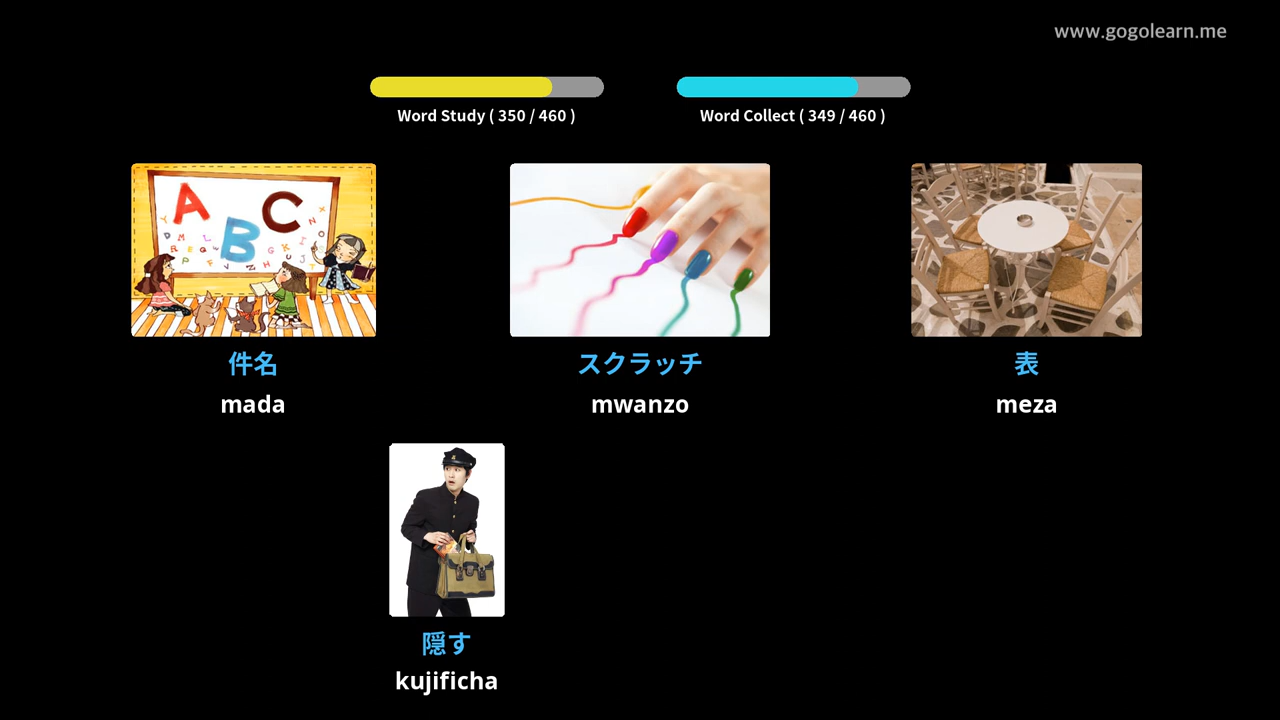 www.gogolearn.me
Word Study ( 350 / 460 )
Word Collect ( 349 / 460 )
A B C
件名
mada
スクラッチ
mwanzo
表
meza
隠す
kujificha